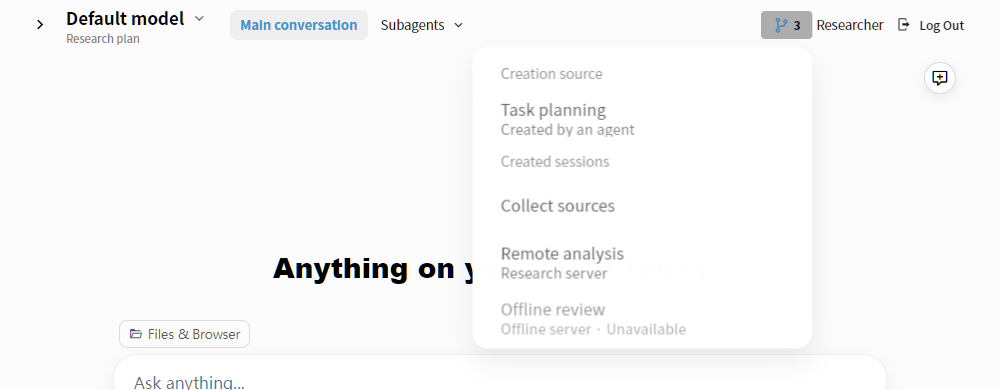 Default model
Research plan
Main conversation
Subagents
3
Researcher
Log Out
Creation source
Task planning
Created by an agent
Created sessions
Collect sources
Remote analysis
Research server
Offline review
Offline server · Unavailable
Anything on
Files & Browser
Ask anything...